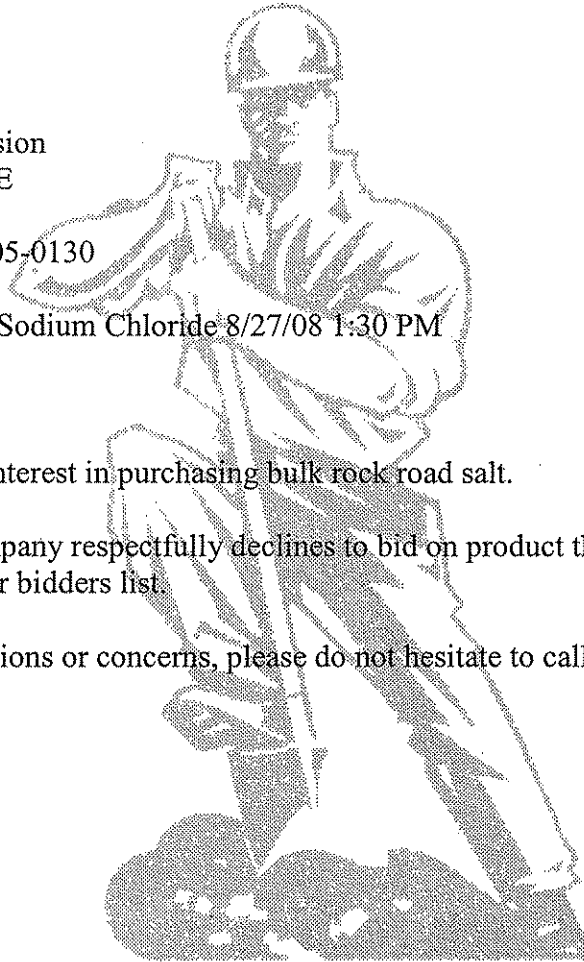 sion
E
05-0130
Sodium Chloride 8/27/08 1:30 PM
nterest in purchasing bulk rock road salt.
pany respectfully declines to bid on product th
r bidders list.
ions or concerns, please do not hesitate to call